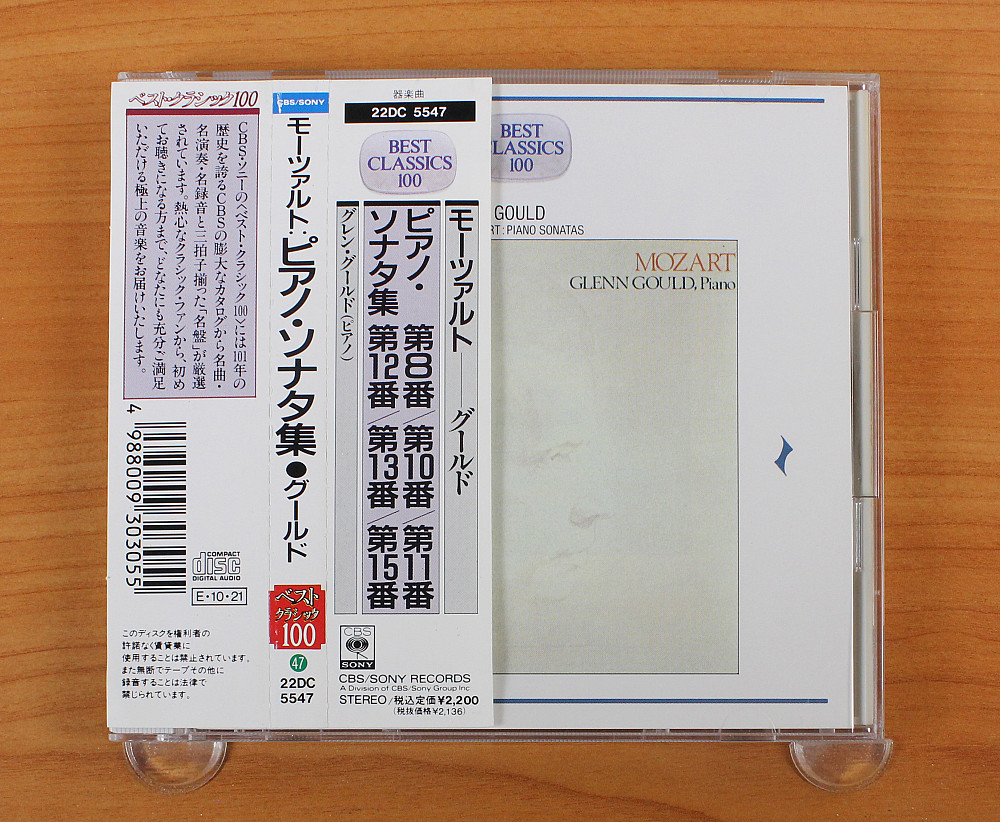 ベスト・クラシック100
CBS・ソニーの〈ベスト・クラシック100〉には101年の
歴史を誇るCBSの膨大なカタログから名曲・
名演奏・名録音と三拍子揃った「名盤」が厳選
されています。熱心なクラシック・ファンから、初め
てお聴きになる方まで、どなたにも充分ご満足
いただける極上の音楽をお届けいたします。
4 988009 303055
COMPACT
disc
DIGITAL AUDIO
E・10・21
このディスクを権利者の
許諾なく賃貸業に
使用することは禁止されています。
また無断でテープその他に
録音することは法律で
禁じられています。
CBS/SONY
モーツァルト:ピアノ・ソナタ集●グールド
ベスト
クラシック
100
47
22DC
5547
器楽曲
22DC 5547
BEST
CLASSICS
100
モーツァルト──グールド
ピアノ・
ソナタ集
第8番/第10番/第11番
第12番/第13番/第15番
グレン・グールド(ピアノ)
CBS
SONY
CBS/SONY RECORDS
A Division of CBS/Sony Group Inc
STEREO/税込定価¥2,200
(税抜価格¥2,136)
BEST
CLASSICS
100
GOULD
RT: PIANO SONATAS
MOZART
GLENN GOULD, Piano